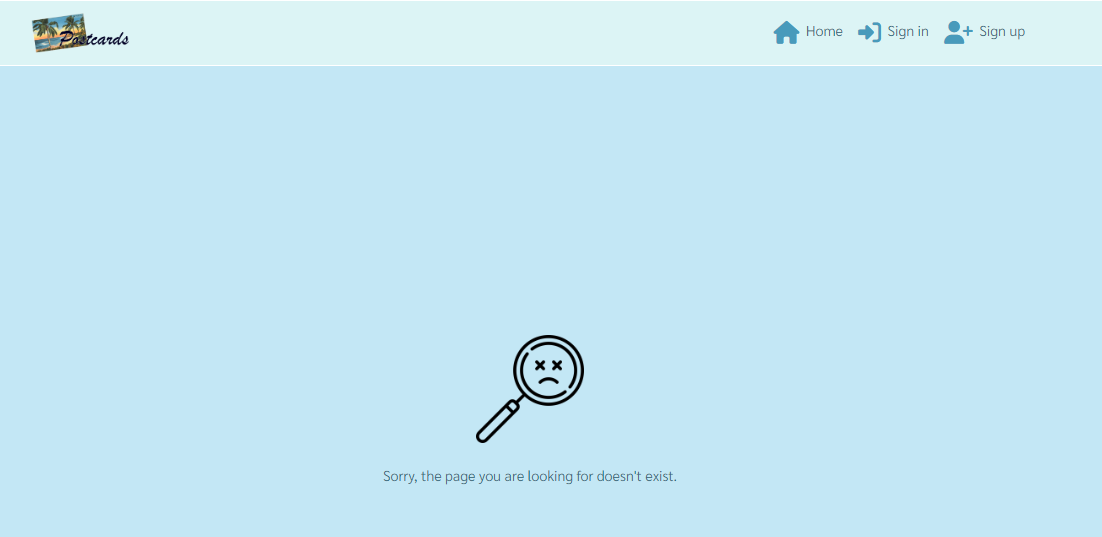 Postcards
Home Sign in Sign up
Sorry, the page you are looking for doesn't exist.